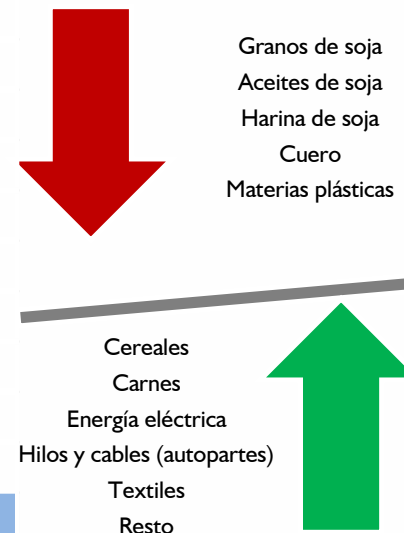 Granos de soja
Aceites de soja
Harina de soja
Cuero
Materias plásticas
Cereales
Carnes
Energía eléctrica
Hilos y cables (autopartes)
Textiles
Resto